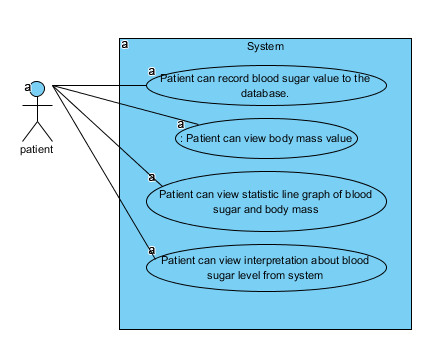 a
System
a
Patient can record blood sugar value to the
database.
a
patient
a
: Patient can view body mass value
a
Patient can view statistic line graph of blood
sugar and body mass
a
Patient can view interpretation about blood
sugar level from system